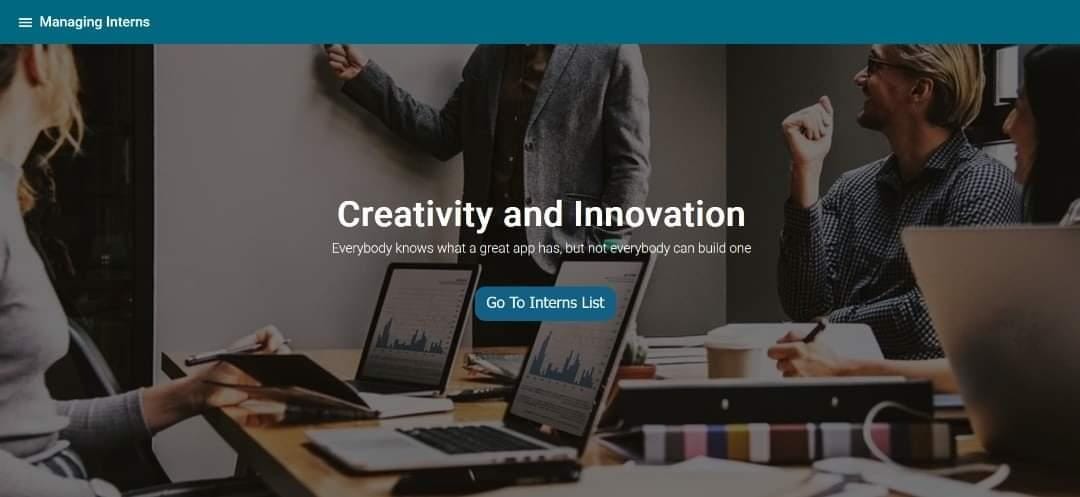 Managing Interns
Creativity and Innovation
Everybody knows what a great app has, but not everybody can build one
Go To Interns List